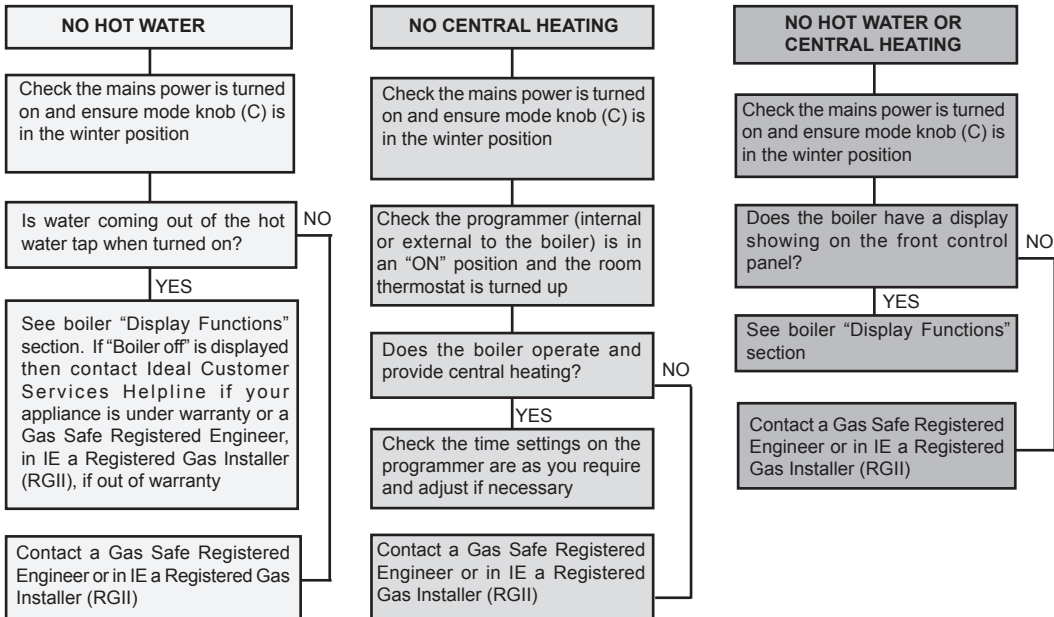 NO HOT WATER
Check the mains power is turned
on and ensure mode knob (C) is
in the winter position
Is water coming out of the hot
water tap when turned on?
NO
YES
See boiler “Display Functions”
section. If “Boiler off” is displayed
then contact Ideal Customer
Services Helpline if your
appliance is under warranty or a
Gas Safe Registered Engineer,
in IE a Registered Gas Installer
(RGII), if out of warranty
Contact a Gas Safe Registered
Engineer or in IE a Registered Gas
Installer (RGII)
NO CENTRAL HEATING
Check the mains power is turned
on and ensure mode knob (C) is
in the winter position
Check the programmer (internal
or external to the boiler) is in
an “ON” position and the room
thermostat is turned up
Does the boiler operate and
provide central heating?
NO
YES
Check the time settings on the
programmer are as you require
and adjust if necessary
Contact a Gas Safe Registered
Engineer or in IE a Registered
Gas Installer (RGII)
NO HOT WATER OR
CENTRAL HEATING
Check the mains power is turned
on and ensure mode knob (C) is
in the winter position
Does the boiler have a display
showing on the front control
panel?
NO
YES
See boiler “Display Functions”
section
Contact a Gas Safe Registered
Engineer or in IE a Registered
Gas Installer (RGII)